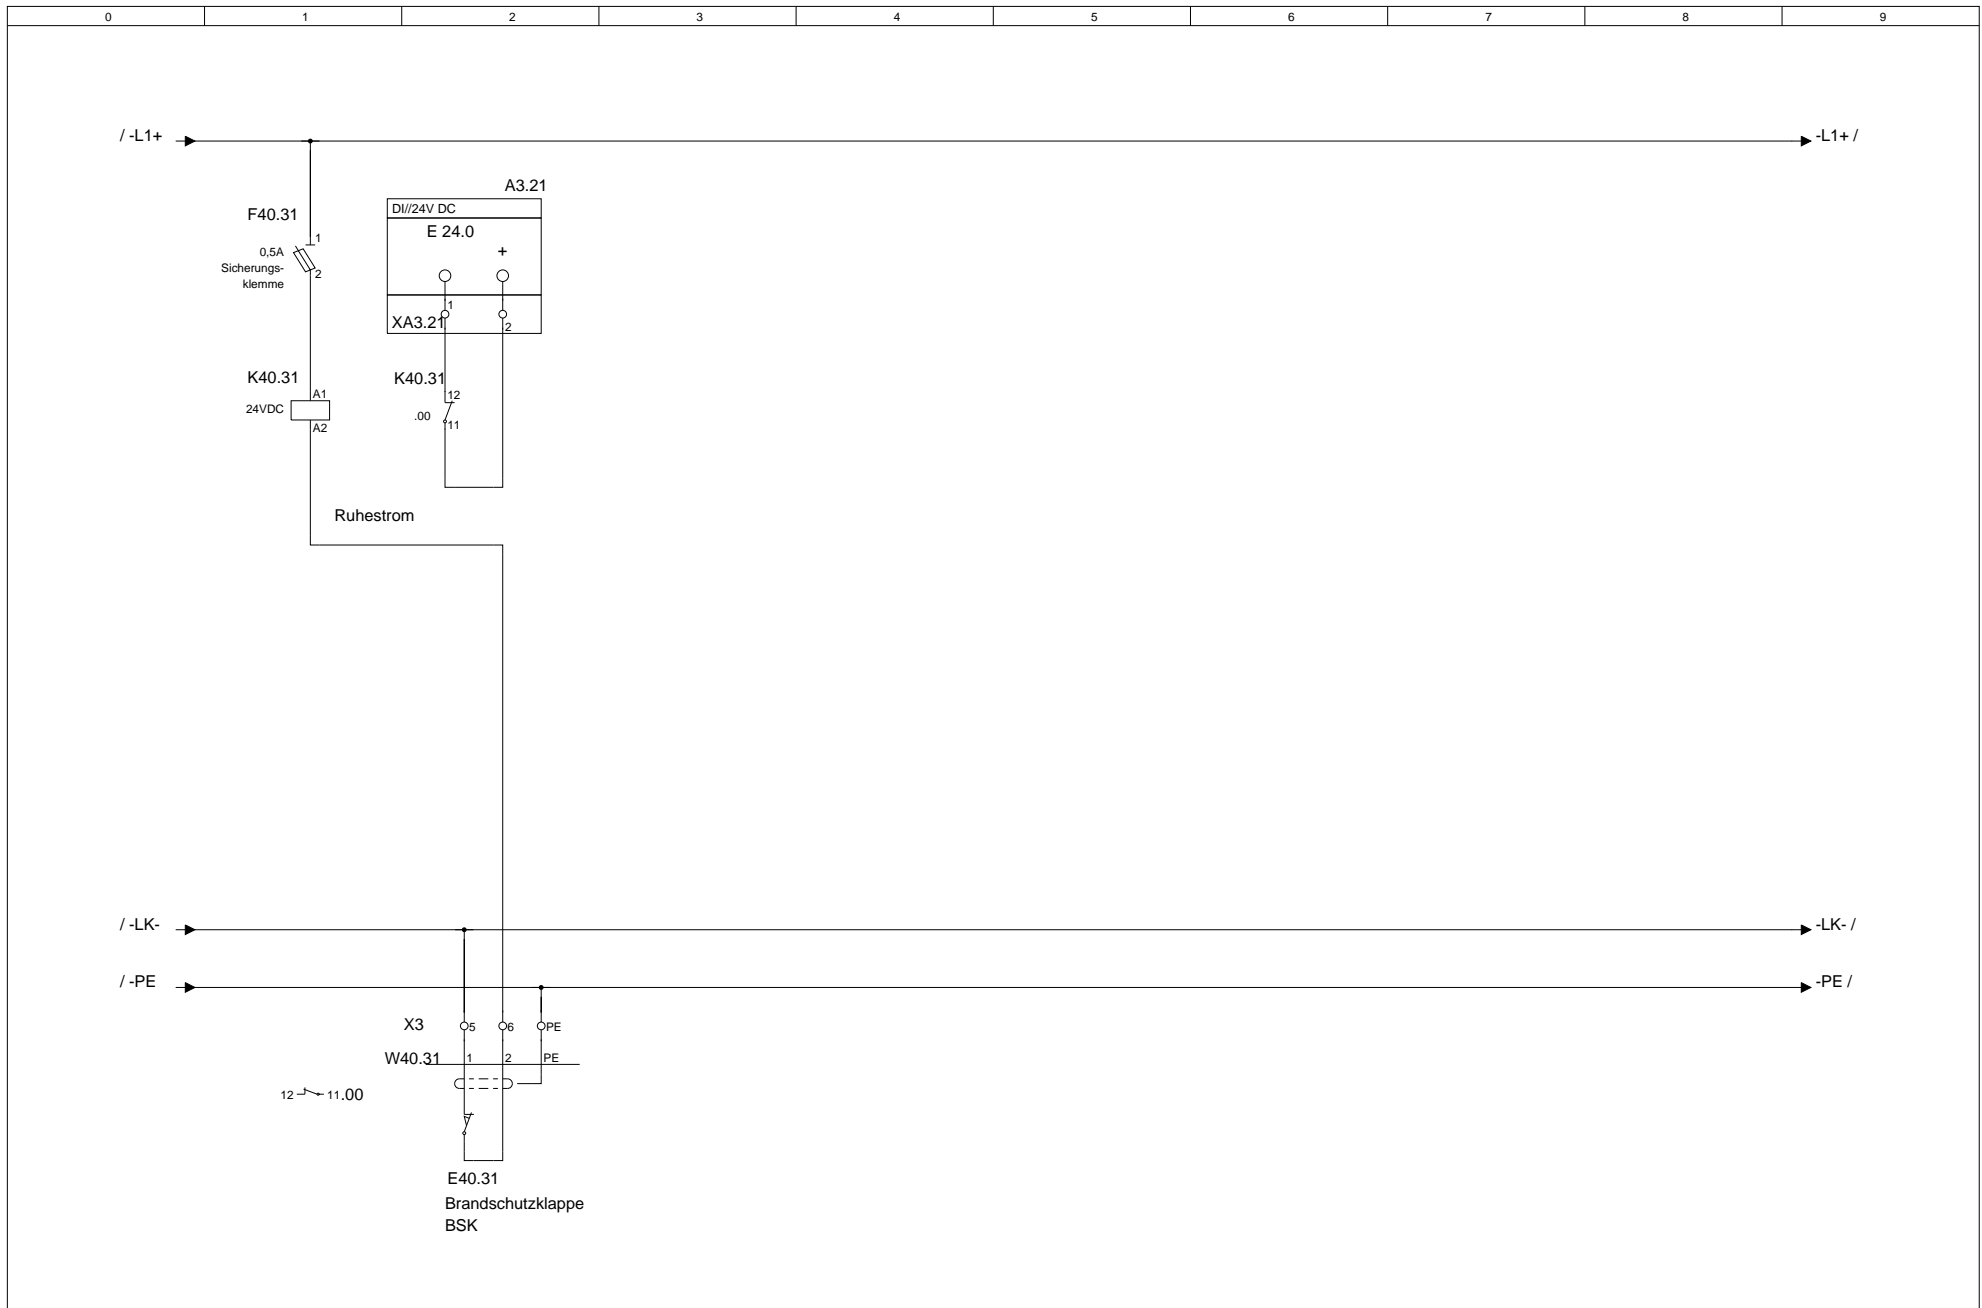 0 1 2 3 4 5 6 7 8 9
/ -L1+ -L1+ /
A3.21
DI//24V DC
F40.31
E 24.0
1
+
0,5A
Sicherungs-
2
klemme
1
XA3.21
2
K40.31
K40.31
A1
12
24VDC
.00
11
A2
Ruhestrom
/ -LK- -LK- /
/ -PE -PE /
X3 5 6 PE
W40.31 1 2 PE
12 11 .00
E40.31
Brandschutzklappe
BSK